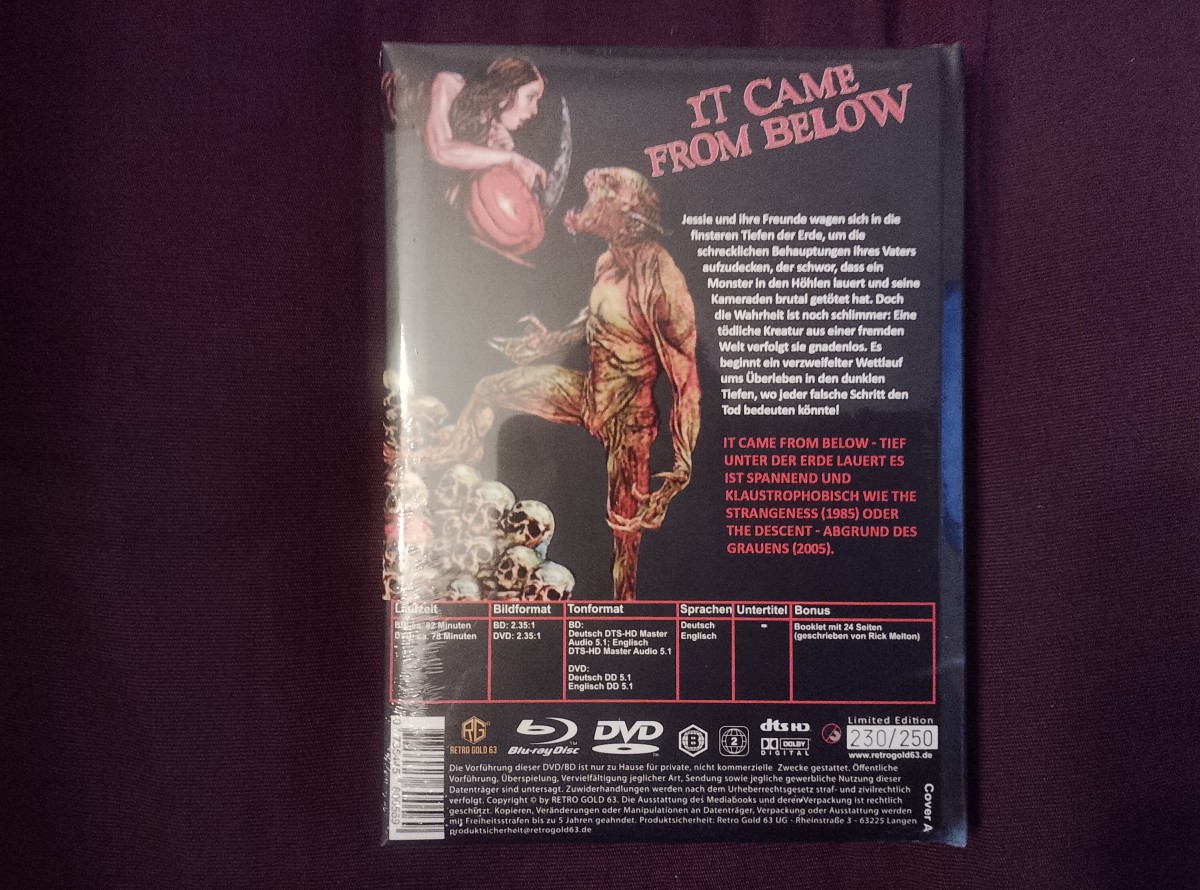 IT CAME
FROM BELOW
Jessie und ihre Freunde wagen sich in die
finsteren Tiefen der Erde, um die
schrecklichen Behauptungen ihres Vaters
aufzudecken, der schwor, dass ein
Monster in den Höhlen lauert und seine
Kameraden brutal getötet hat. Doch
die Wahrheit ist noch schlimmer: Eine
tödliche Kreatur aus einer fremden
Welt verfolgt sie gnadenlos. Es
beginnt ein verzweifelter Wettlauf
ums Überleben in den dunklen
Tiefen, wo jeder falsche Schritt den
Tod bedeuten könnte!
IT CAME FROM BELOW - TIEF
UNTER DER ERDE LAUERT ES
IST SPANNEND UND
KLAUSTROPHOBISCH WIE THE
STRANGENESS (1985) ODER
THE DESCENT - ABGRUND DES
GRAUENS (2005).
Laufzeit
BD: ca. 82 Minuten
DVD: ca. 78 Minuten
Bildformat
BD: 2.35:1
DVD: 2.35:1
Tonformat
BD:
Deutsch DTS-HD Master
Audio 5.1; Englisch
DTS-HD Master Audio 5.1
DVD:
Deutsch DD 5.1
Englisch DD 5.1
Sprachen
Deutsch
Englisch
Untertitel
-
Bonus
Booklet mit 24 Seiten
(geschrieben von Rick Melton)
RG
RETRO GOLD 63
Blu-ray Disc
DVD
B
2
dts HD
DOLBY
DIGITAL
Limited Edition
230/250
www.retrogold63.de
Die Vorführung dieser DVD/BD ist nur zu Hause für private, nicht kommerzielle Zwecke gestattet. Öffentliche
Vorführung, Überspielung, Vervielfältigung jeglicher Art, Sendung sowie jegliche gewerbliche Nutzung dieser
Datenträger sind untersagt. Zuwiderhandlungen werden nach dem Urheberrechtsgesetz straf- und zivilrechtlich
verfolgt. Copyright © by RETRO GOLD 63. Die Ausstattung des Mediabooks und deren Verpackung ist rechtlich
geschützt. Kopieren, Veränderungen oder Manipulationen an Datenträger, Verpackung oder Ausstattung werden
mit Freiheitsstrafen bis zu 5 Jahren geahndet. Produktsicherheit: Retro Gold 63 UG - Rheinstraße 3 - 63225 Langen
produktsicherheit@retrogold63.de
Cover A